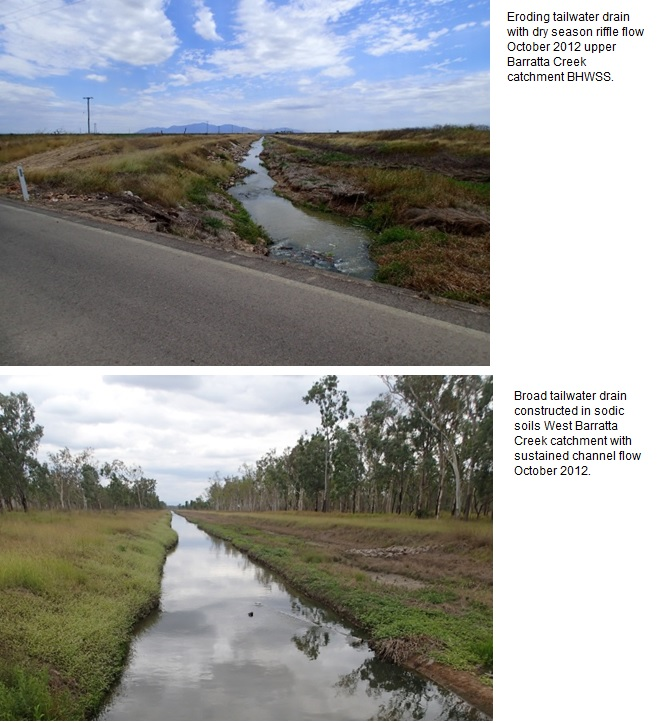 Eroding tailwater drain
with dry season riffle flow
October 2012 upper
Barratta Creek
catchment BHWSS.
Broad tailwater drain
constructed in sodic
soils West Barratta
Creek catchment with
sustained channel flow
October 2012.